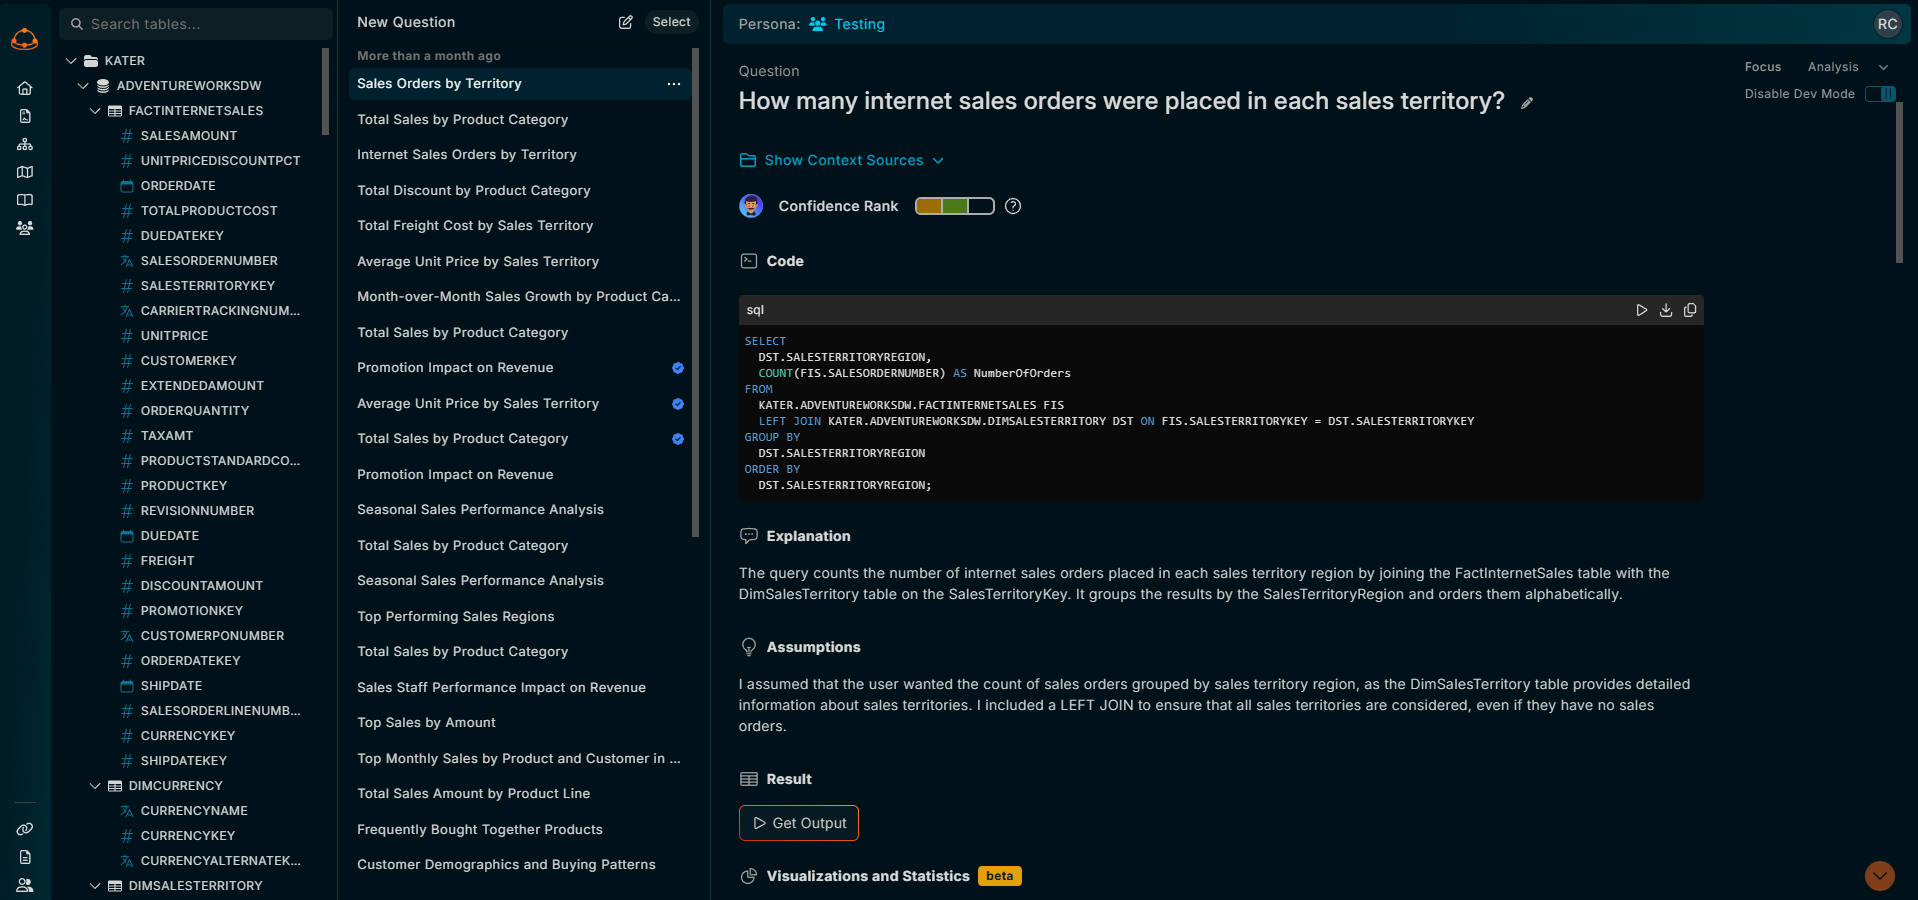 Search tables...
KATER
ADVENTUREWORKSDW
FACTINTERNETSALES
SALESAMOUNT
UNITPRICEDISCOUNTPCT
ORDERDATE
TOTALPRODUCTCOST
DUEDATEKEY
SALESORDERNUMBER
SALESTERRITORYKEY
CARRIERTRACKINGNUM...
UNITPRICE
CUSTOMERKEY
EXTENDEDAMOUNT
ORDERQUANTITY
TAXAMT
PRODUCTSTANDARDCO...
PRODUCTKEY
REVISIONNUMBER
DUEDATE
FREIGHT
DISCOUNTAMOUNT
PROMOTIONKEY
CUSTOMERPONUMBER
ORDERDATEKEY
SHIPDATE
SALESORDERLINENUMB...
CURRENCYKEY
SHIPDATEKEY
DIMCURRENCY
CURRENCYNAME
CURRENCYKEY
CURRENCYALTERNATEK...
DIMSALESTERRITORY
New Question
Select
More than a month ago
Sales Orders by Territory
Total Sales by Product Category
Internet Sales Orders by Territory
Total Discount by Product Category
Total Freight Cost by Sales Territory
Average Unit Price by Sales Territory
Month-over-Month Sales Growth by Product Ca...
Total Sales by Product Category
Promotion Impact on Revenue
Average Unit Price by Sales Territory
Total Sales by Product Category
Promotion Impact on Revenue
Seasonal Sales Performance Analysis
Total Sales by Product Category
Seasonal Sales Performance Analysis
Top Performing Sales Regions
Total Sales by Product Category
Sales Staff Performance Impact on Revenue
Top Sales by Amount
Top Monthly Sales by Product and Customer in ...
Total Sales Amount by Product Line
Frequently Bought Together Products
Customer Demographics and Buying Patterns
Persona: Testing
RC
Focus Analysis
Disable Dev Mode
Question
How many internet sales orders were placed in each sales territory?
Show Context Sources
Confidence Rank
Code
sql
SELECT
DST.SALESTERRITORYREGION,
COUNT(FIS.SALESORDERNUMBER) AS NumberOfOrders
FROM
KATER.ADVENTUREWORKSDW.FACTINTERNETSALES FIS
LEFT JOIN KATER.ADVENTUREWORKSDW.DIMSALESTERRITORY DST ON FIS.SALESTERRITORYKEY = DST.SALESTERRITORYKEY
GROUP BY
DST.SALESTERRITORYREGION
ORDER BY
DST.SALESTERRITORYREGION;
Explanation
The query counts the number of internet sales orders placed in each sales territory region by joining the FactInternetSales table with the
DimSalesTerritory table on the SalesTerritoryKey. It groups the results by the SalesTerritoryRegion and orders them alphabetically.
Assumptions
I assumed that the user wanted the count of sales orders grouped by sales territory region, as the DimSalesTerritory table provides detailed
information about sales territories. I included a LEFT JOIN to ensure that all sales territories are considered, even if they have no sales
orders.
Result
Get Output
Visualizations and Statistics beta